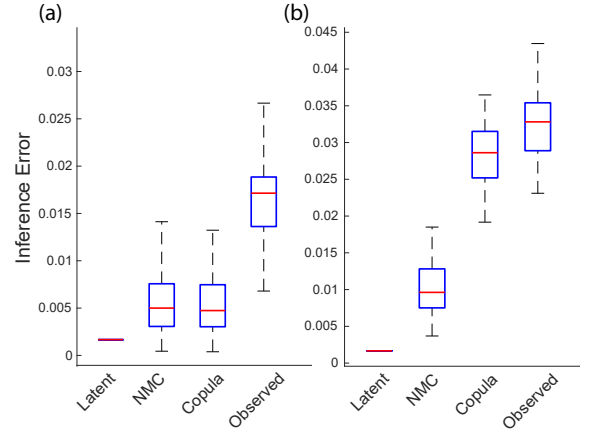 (a)
(b)
Inference Error
0.03
0.025
0.02
0.015
0.01
0.005
0
Latent
NMC
Copula
Observed
0.045
0.04
0.035
0.03
0.025
0.02
0.015
0.01
0.005
0
Latent
NMC
Copula
Observed